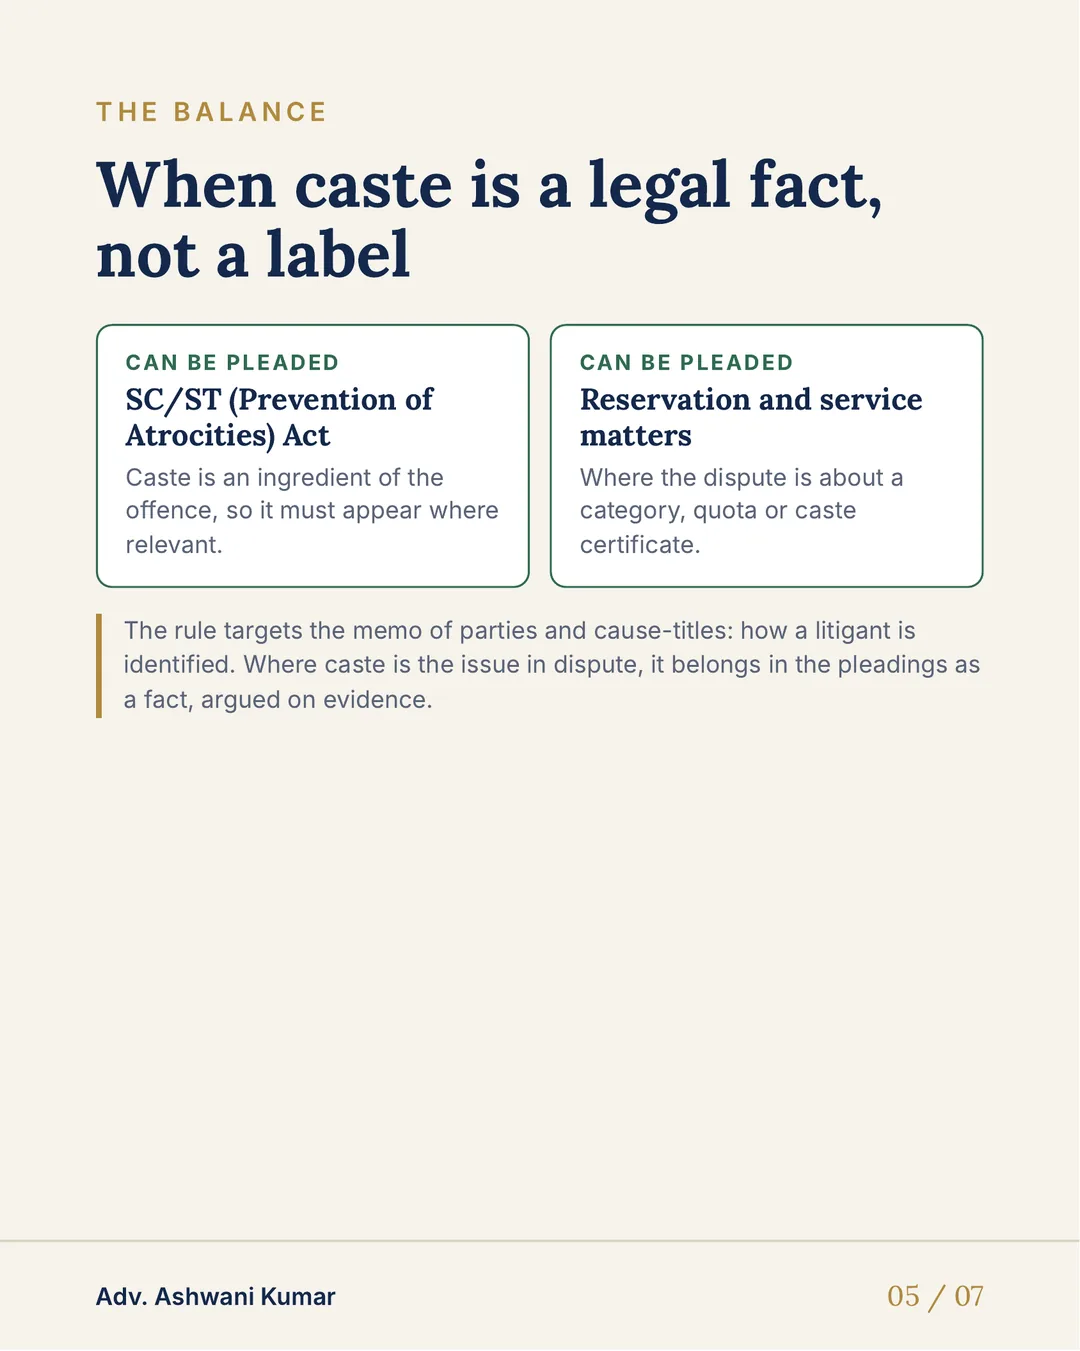 THE BALANCE
When caste is a legal fact,
not a label
CAN BE PLEADED
SC/ST (Prevention of
Atrocities) Act
Caste is an ingredient of the
offence, so it must appear where
relevant.
CAN BE PLEADED
Reservation and service
matters
Where the dispute is about a
category, quota or caste
certificate.
The rule targets the memo of parties and cause-titles: how a litigant is
identified. Where caste is the issue in dispute, it belongs in the pleadings as
a fact, argued on evidence.
Adv. Ashwani Kumar
05 / 07